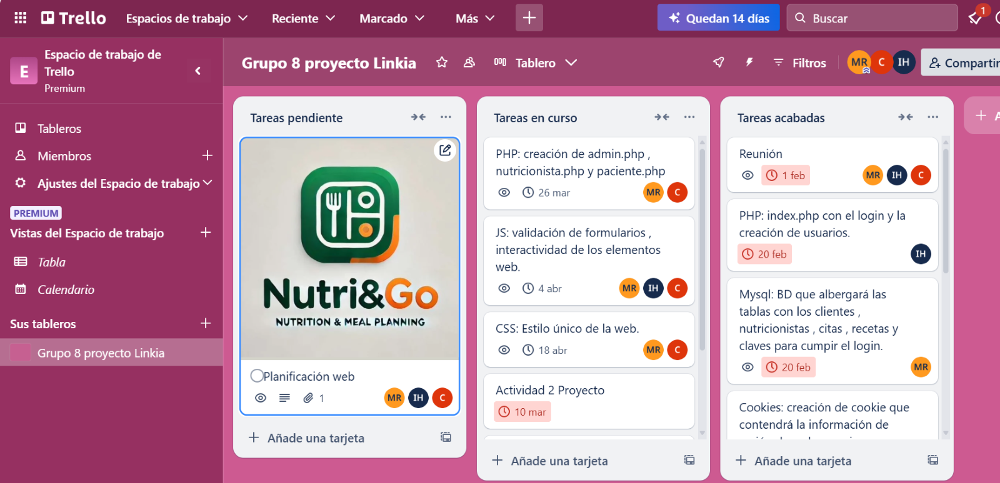 Trello
Espacios de trabajo
Reciente
Marcado
Más
Quedan 14 días
Buscar
1
E
Espacio de trabajo de
Trello
Premium
Grupo 8 proyecto Linkia
Tablero
Filtros
MR
C
IH
Compartir
Tableros
Miembros
Ajustes del Espacio de trabajo
PREMIUM
Vistas del Espacio de trabajo
Tabla
Calendario
Sus tableros
Grupo 8 proyecto Linkia
Tareas pendiente
Nutri&Go
NUTRITION & MEAL PLANNING
Planificación web
1
MR
IH
C
Añade una tarjeta
Tareas en curso
PHP: creación de admin.php ,
nutricionista.php y paciente.php
26 mar
MR
C
JS: validación de formularios ,
interactividad de los elementos
web.
4 abr
MR
IH
C
CSS: Estilo único de la web.
18 abr
MR
C
Actividad 2 Proyecto
10 mar
Añade una tarjeta
Tareas acabadas
Reunión
1 feb
MR
IH
C
PHP: index.php con el login y la
creación de usuarios.
20 feb
IH
Mysql: BD que albergará las
tablas con los clientes ,
nutricionistas , citas , recetas y
claves para cumpir el login.
20 feb
MR
Cookies: creación de cookie que
contendrá la información de
Añade una tarjeta